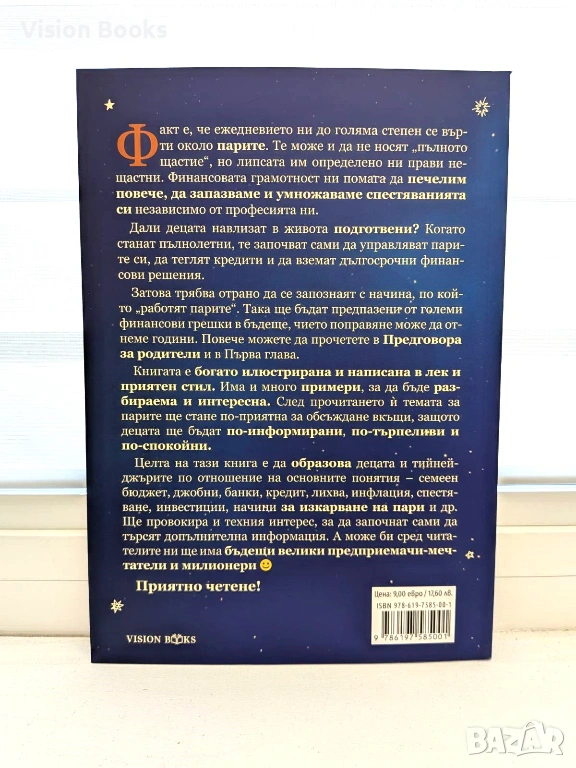 Vision Books
Факт е, че ежедневието ни до голяма степен се вър-
ти около парите. Те може и да не носят „пълното
щастие“, но липсата им определено ни прави не-
щастни. Финансовата грамотност ни помага да печелим
повече, да запазваме и умножаваме спестяванията
си независимо от професията ни.
Дали децата навлизат в живота подготвени? Когато
станат пълнолетни, те започват сами да управляват пари-
те си, да теглят кредити и да вземат дългосрочни финан-
сови решения.
Затова трябва отрано да се запознаят с начина, по кой-
то „работят парите“. Така ще бъдат предпазени от големи
финансови грешки в бъдеще, чието поправяне може да от-
неме години. Повече можете да прочетете в Предговора
за родители и в Първа глава.
Книгата е богато илюстрирана и написана в лек и
приятен стил. Има и много примери, за да бъде раз-
бираема и интересна. След прочитането ѝ темата за
парите ще стане по-приятна за обсъждане вкъщи, защото
децата ще бъдат по-информирани, по-търпеливи и
по-спокойни.
Целта на тази книга е да образова децата и тийней-
джърите по отношение на основните понятия – семеен
бюджет, джобни, банки, кредит, лихва, инфлация, спестя-
ване, инвестиции, начини за изкарване на пари и др.
Ще провокира и техния интерес, за да започнат сами да
търсят допълнителна информация. А може би сред чита-
телите ни ще има бъдещи велики предприемачи-меч-
татели и милионери
Приятно четене!
Цена: 9,00 евро / 17,60 лв.
ISBN 978-619-7585-00-1
9 786197 585001
VISION BOOKS
BAZAR